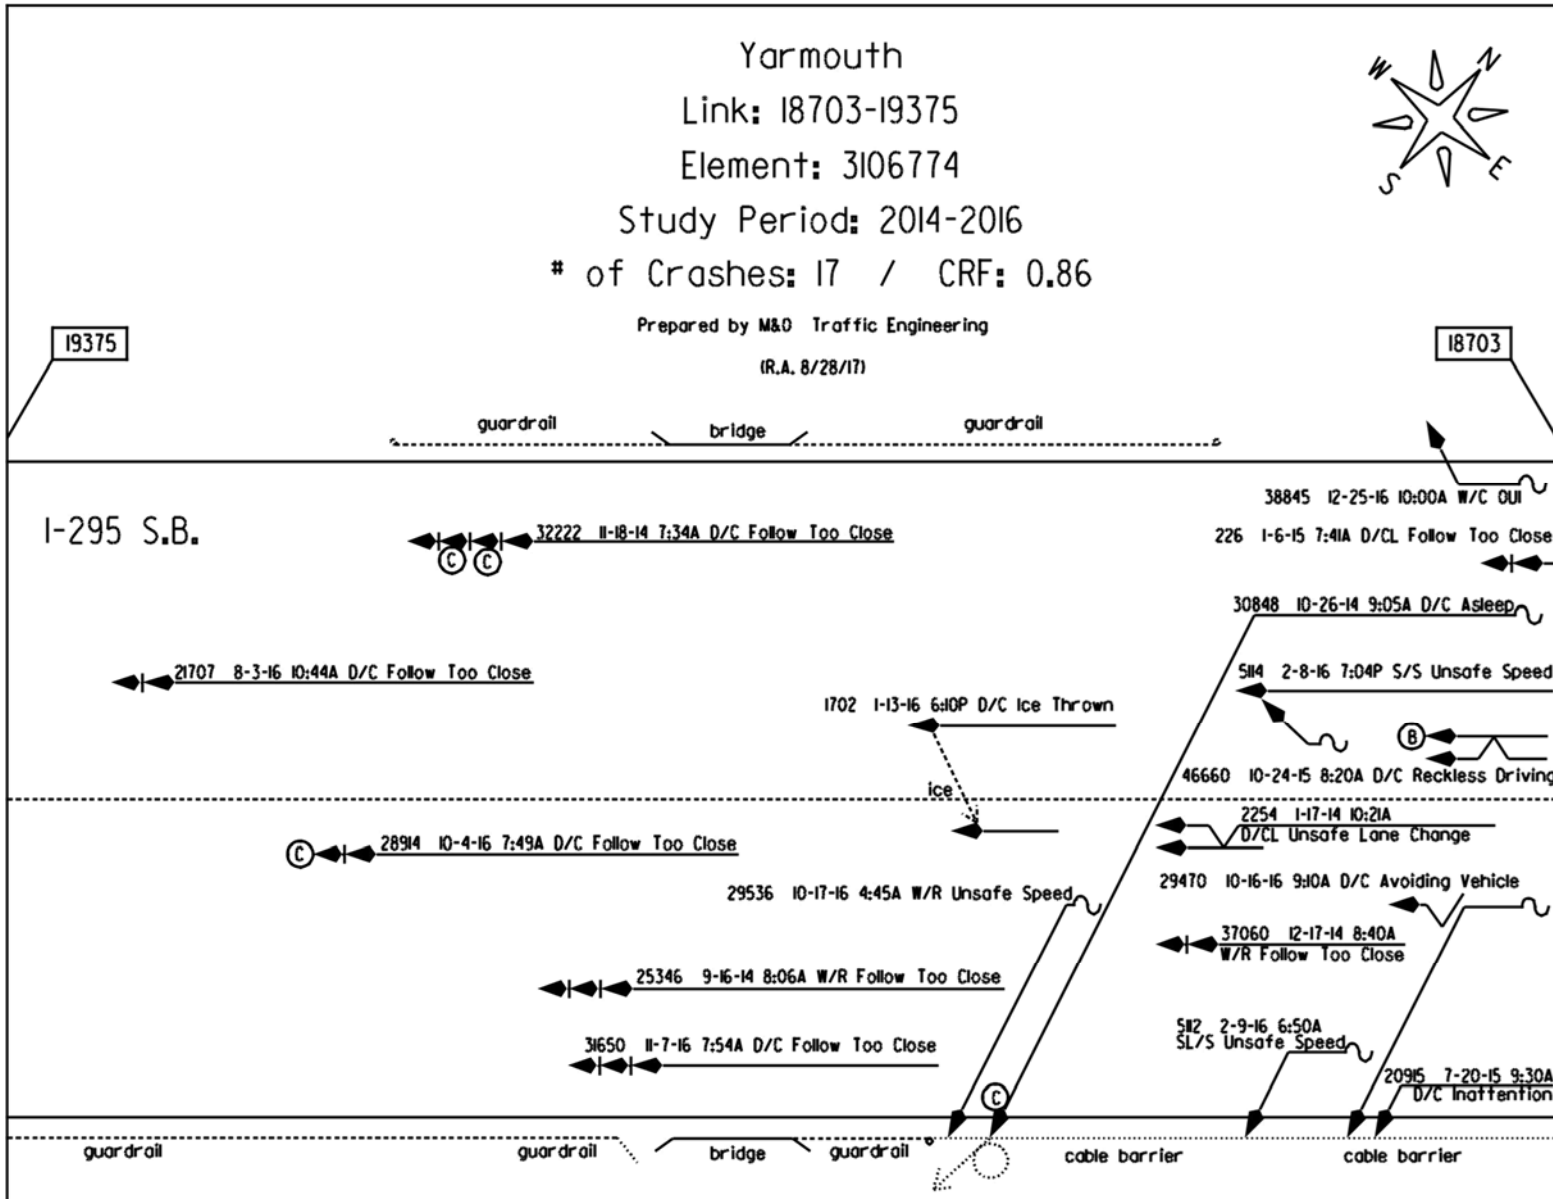 Yarmouth
Link: 18703-19375
Element: 3106774
Study Period: 2014-2016
# of Crashes: 17 / CRF: 0.86
Prepared by M&O Traffic Engineering
(R.A. 8/28/17)
W N
S E
19375
18703
guardrail bridge guardrail
I-295 S.B.
38845 12-25-16 10:00A W/C OUI
32222 11-18-14 7:34A D/C Follow Too Close
C C
226 1-6-15 7:41A D/CL Follow Too Close
30848 10-26-14 9:05A D/C Asleep
21707 8-3-16 10:44A D/C Follow Too Close
5114 2-8-16 7:04P S/S Unsafe Speed
1702 1-13-16 6:10P D/C Ice Thrown
B
46660 10-24-15 8:20A D/C Reckless Driving
ice
2254 1-17-14 10:21A
D/CL Unsafe Lane Change
C 28914 10-4-16 7:49A D/C Follow Too Close
29470 10-16-16 9:10A D/C Avoiding Vehicle
29536 10-17-16 4:45A W/R Unsafe Speed
37060 12-17-14 8:40A
W/R Follow Too Close
25346 9-16-14 8:06A W/R Follow Too Close
5112 2-9-16 6:50A
SL/S Unsafe Speed
31650 11-7-16 7:54A D/C Follow Too Close
20915 7-20-15 9:30A
D/C Inattention
C
guardrail guardrail bridge guardrail cable barrier cable barrier